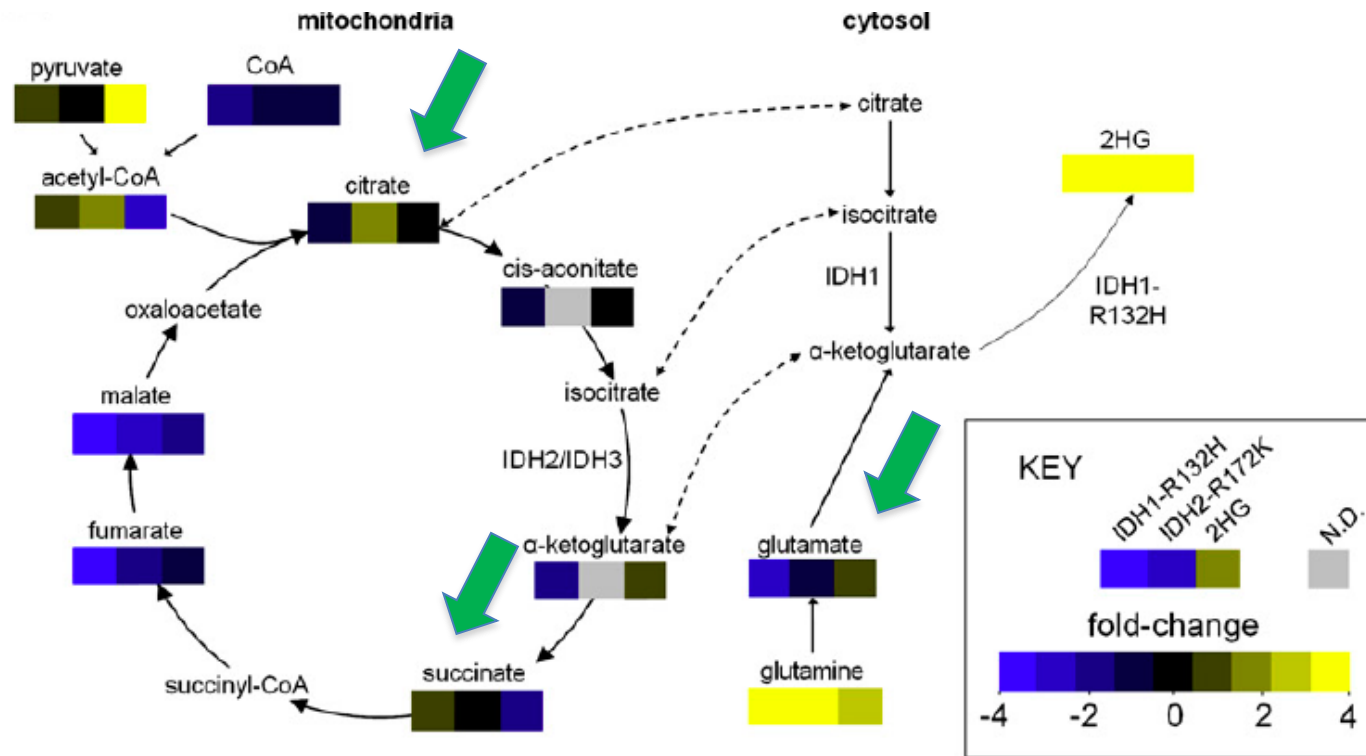 mitochondria
cytosol
pyruvate
CoA
citrate
2HG
acetyl-CoA
citrate
isocitrate
cis-aconitate
IDH1
IDH1-
R132H
oxaloacetate
α-ketoglutarate
isocitrate
malate
IDH2/IDH3
KEY
IDH1-R132H
IDH2-R172K
2HG
N.D.
fumarate
α-ketoglutarate
glutamate
fold-change
succinate
glutamine
succinyl-CoA
-4 -2 0 2 4